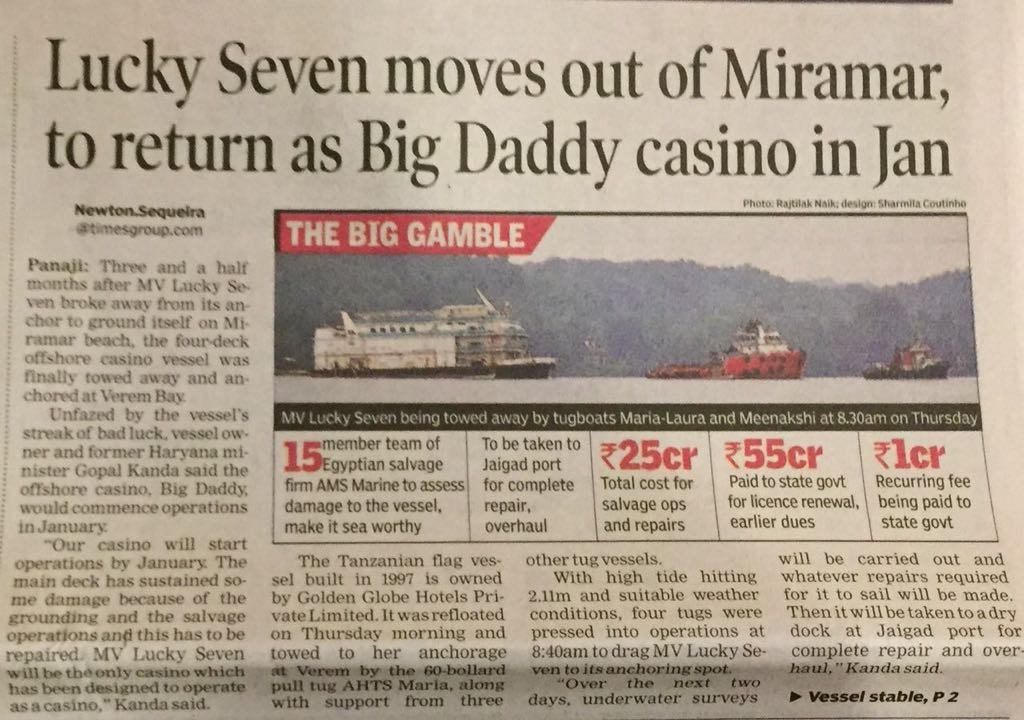 Lucky Seven moves out of Miramar,
to return as Big Daddy casino in Jan
Newton.Sequeira
@timesgroup.com
Panaji: Three and a half
months after MV Lucky Se-
ven broke away from its an-
chor to ground itself on Mi-
ramar beach, the four-deck
offshore casino vessel was
finally towed away and an-
chored at Verem Bay.
Unfazed by the vessel's
streak of bad luck, vessel ow-
ner and former Haryana mi-
nister Gopal Kanda said the
offshore casino, Big Daddy,
would commence operations
in January.
"Our casino will start
operations by January. The
main deck has sustained so-
me damage because of the
grounding and the salvage
operations and this has to be
repaired. MV Lucky Seven
will be the only casino which
has been designed to operate
as a casino," Kanda said.
Photo: Rajtilak Naik; design: Sharmila Coutinho
THE BIG GAMBLE
MV Lucky Seven being towed away by tugboats Maria-Laura and Meenakshi at 8.30am on Thursday
15 member team of
Egyptian salvage
firm AMS Marine to assess
damage to the vessel,
make it sea worthy
To be taken to
Jaigad port
for complete
repair,
overhaul
₹25cr
Total cost for
salvage ops
and repairs
₹55cr
Paid to state govt
for licence renewal,
earlier dues
₹1cr
Recurring fee
being paid to
state govt
The Tanzanian flag ves-
sel built in 1997 is owned
by Golden Globe Hotels Pri-
vate Limited. It was refloated
on Thursday morning and
towed to her anchorage
at Verem by the 60-bollard
pull tug AHTS Maria, along
with support from three
other tug vessels.
With high tide hitting
2.11m and suitable weather
conditions, four tugs were
pressed into operations at
8:40am to drag MV Lucky Se-
ven to its anchoring spot.
"Over the next two
days, underwater surveys
will be carried out and
whatever repairs required
for it to sail will be made.
Then it will be taken to a dry
dock at Jaigad port for
complete repair and over-
haul," Kanda said.
▶ Vessel stable, P 2